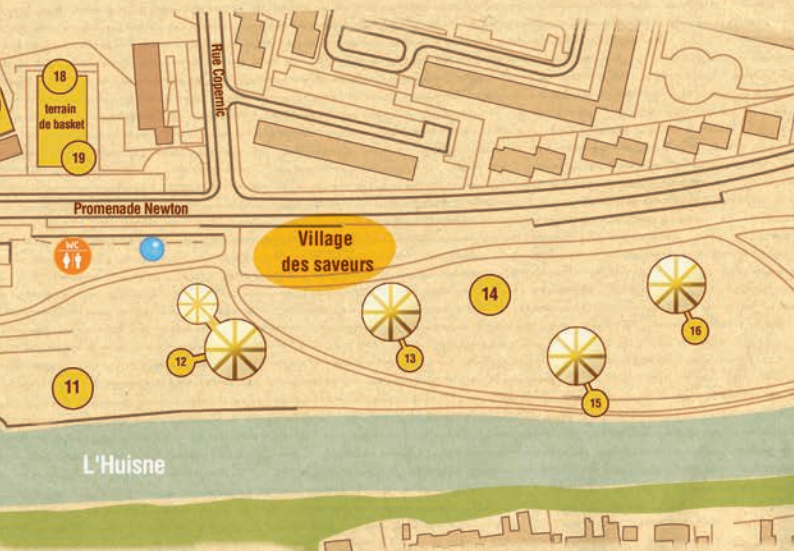 Rue Copernic
18
terrain
de basket
19
Promenade Newton
WC
Village
des saveurs
14
16
12
13
11
15
L'Huisne